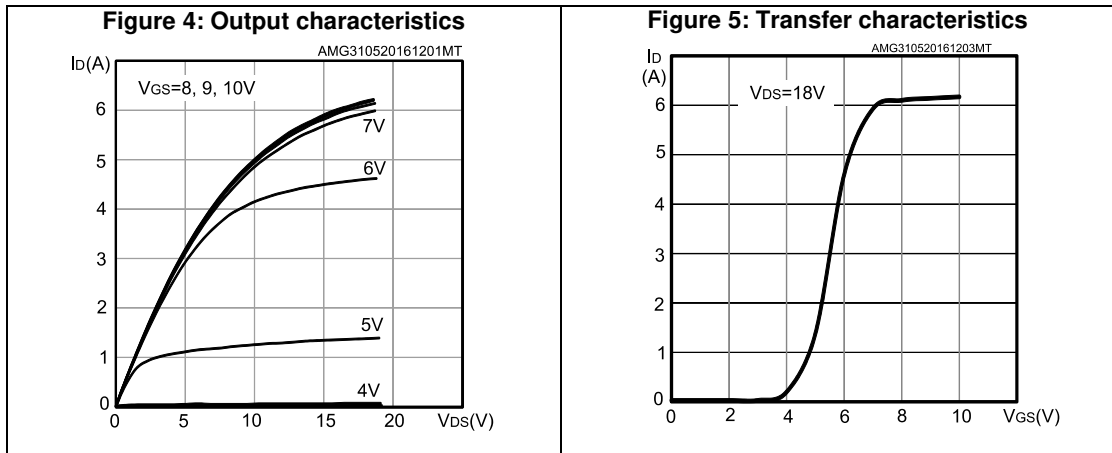 Figure 4: Output characteristics
AMG310520161201MT
ID(A)
VGS=8, 9, 10V
6
7V
5
6V
4
3
2
5V
1
4V
0
0 5 10 15 20 VDS(V)
Figure 5: Transfer characteristics
AMG310520161203MT
ID
(A)
VDS=18V
6
5
4
3
2
1
0
0 2 4 6 8 10 VGS(V)